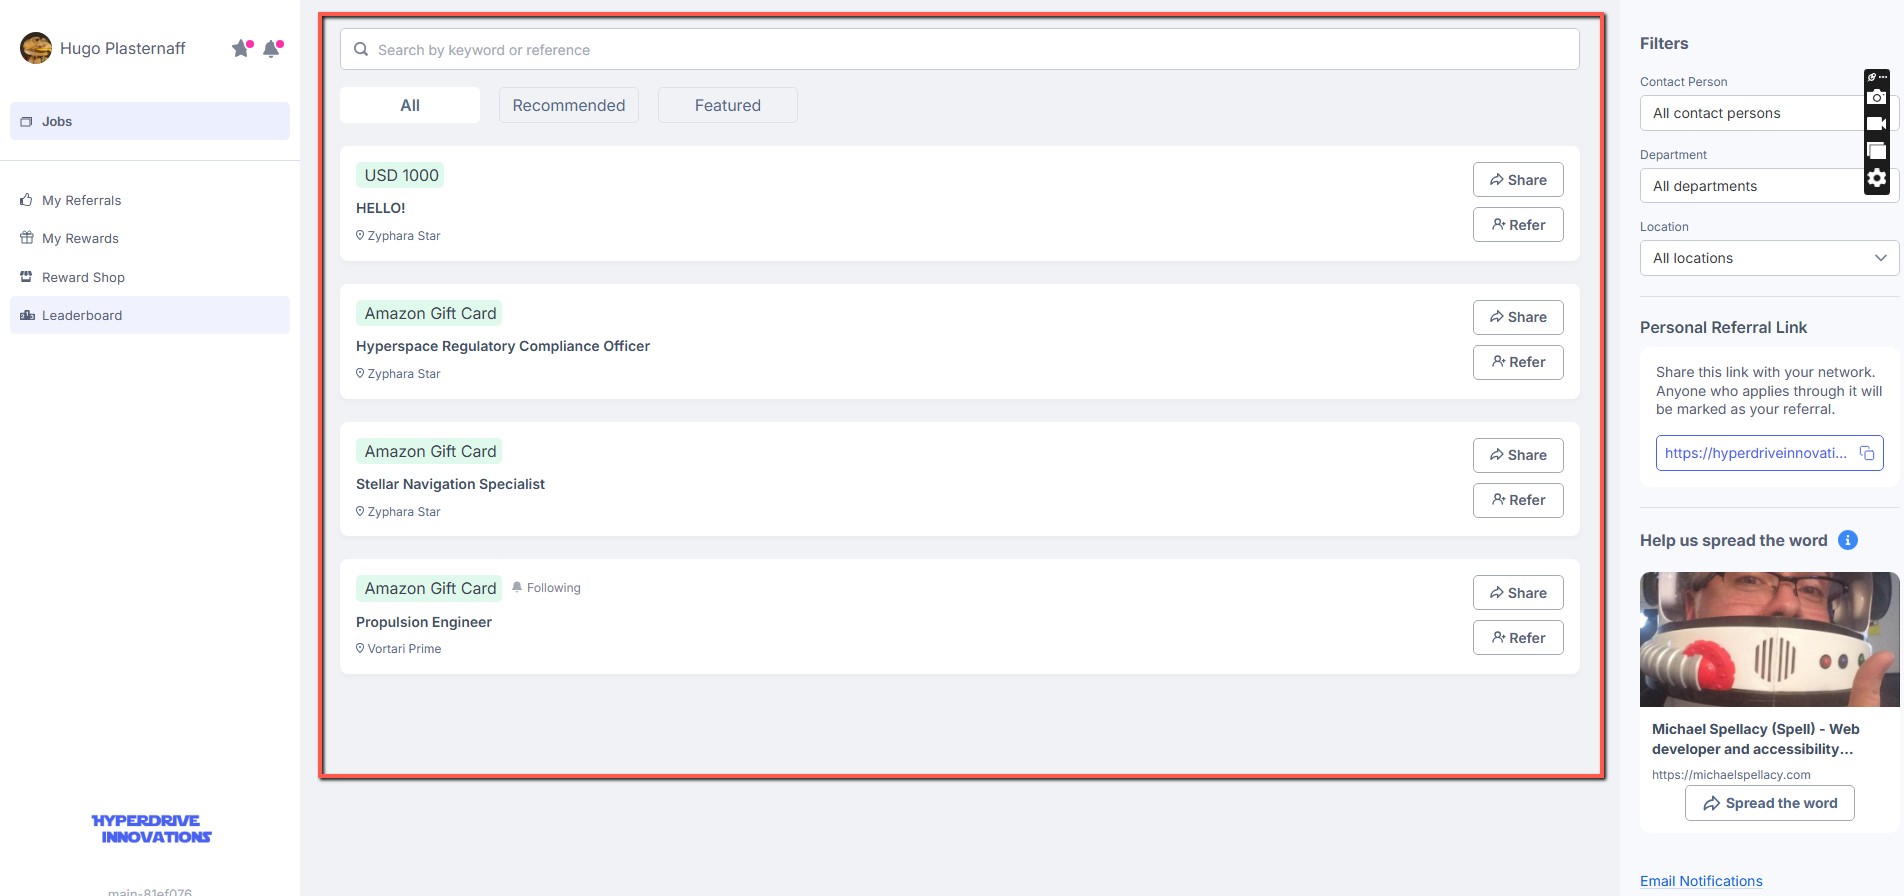 Hugo Plasternaff
Jobs
My Referrals
My Rewards
Reward Shop
Leaderboard
HYPERDRIVE
INNOVATIONS
main-81ef076
Search by keyword or reference
All
Recommended
Featured
USD 1000
HELLO!
Zyphara Star
Share
Refer
Amazon Gift Card
Hyperspace Regulatory Compliance Officer
Zyphara Star
Share
Refer
Amazon Gift Card
Stellar Navigation Specialist
Zyphara Star
Share
Refer
Amazon Gift Card
Following
Propulsion Engineer
Vortari Prime
Share
Refer
Filters
Contact Person
All contact persons
Department
All departments
Location
All locations
Personal Referral Link
Share this link with your network.
Anyone who applies through it will
be marked as your referral.
https://hyperdriveinnovati...
Help us spread the word
Michael Spellacy (Spell) - Web
developer and accessibility...
https://michaelspellacy.com
Spread the word
Email Notifications